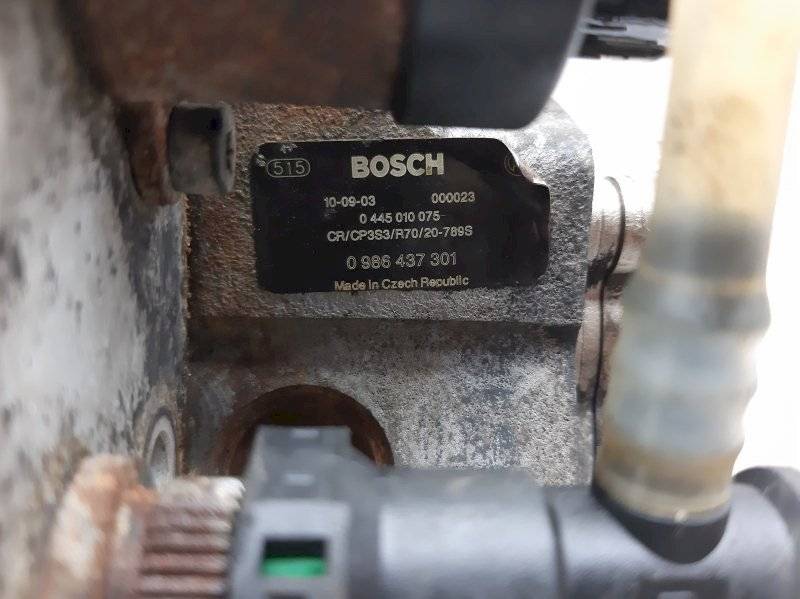 515 BOSCH
10-09-03 000023
0 445 010 075
CR/CP3S3/R70/20-789S
0 986 437 301
Made in Czech Republic